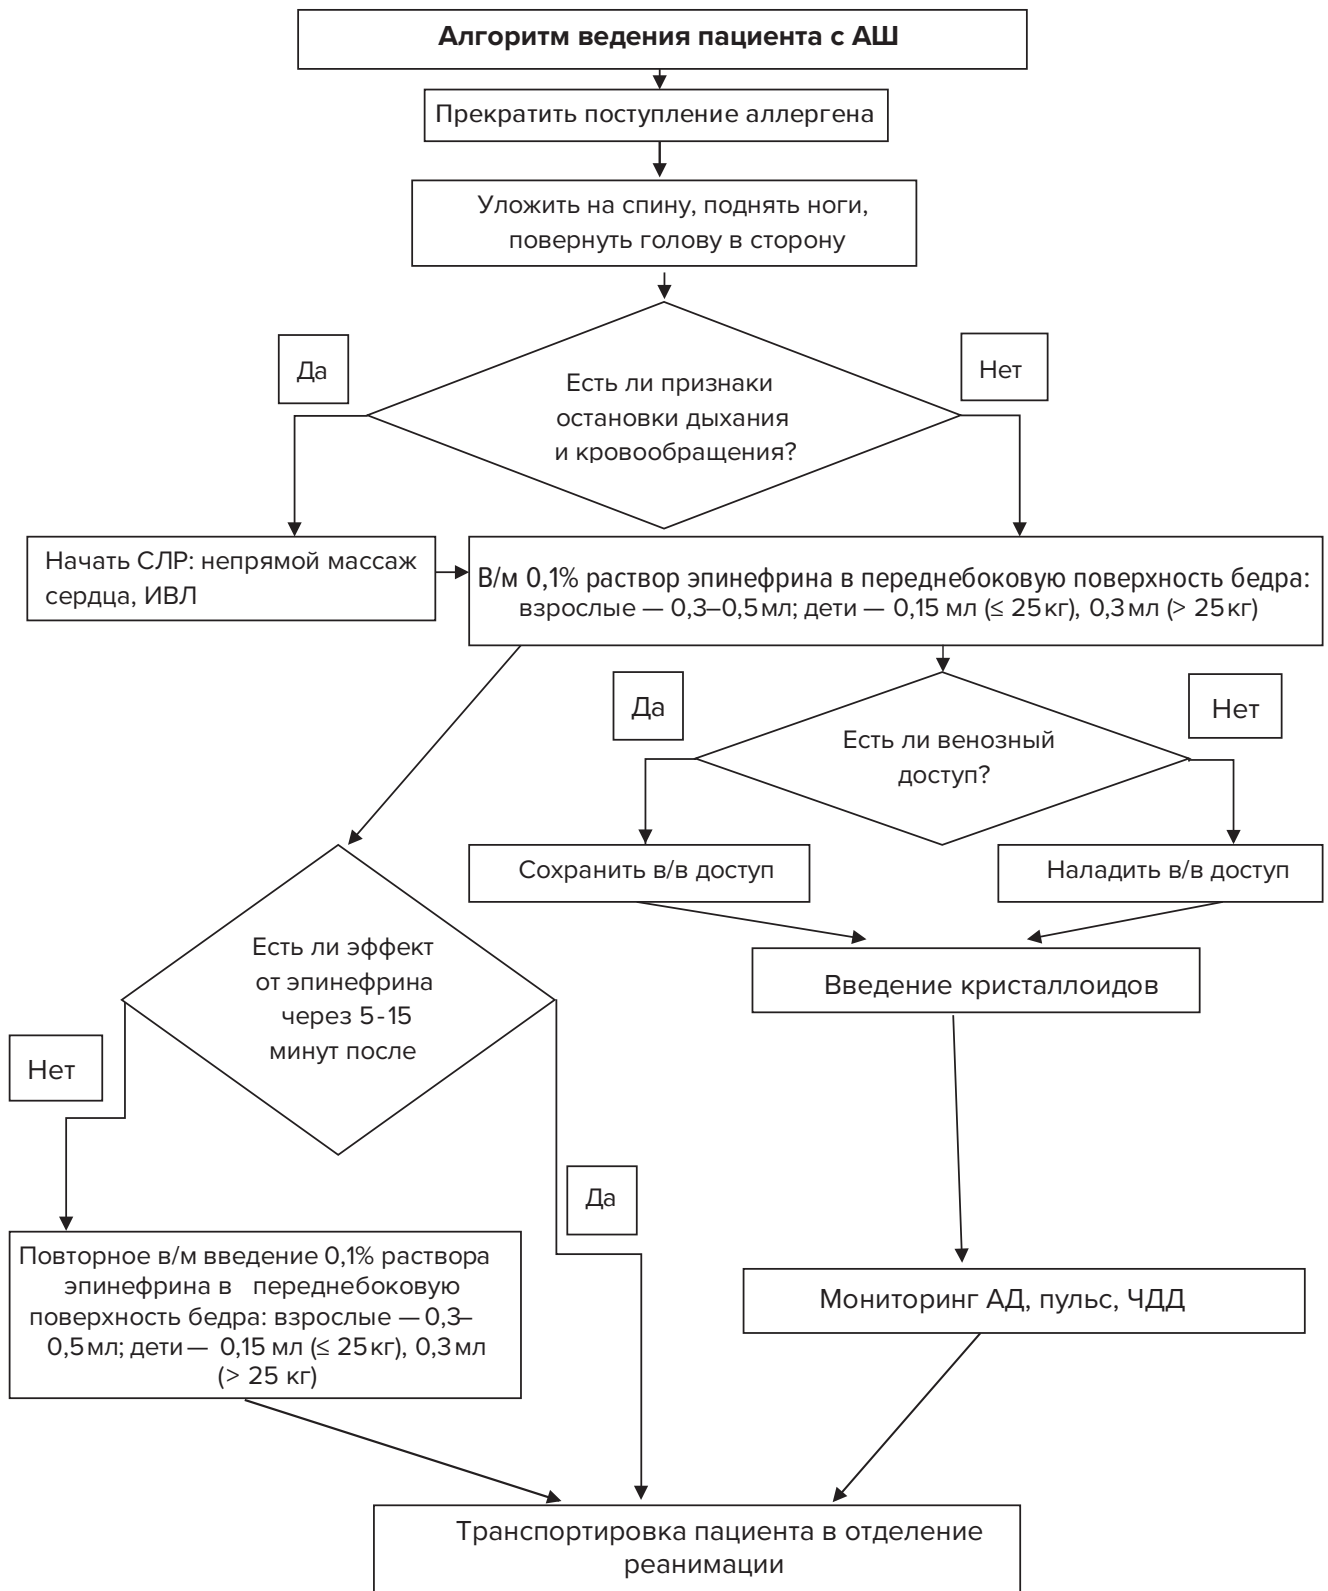 Алгоритм ведения пациента с АШ
Прекратить поступление аллергена
Уложить на спину, поднять ноги,
повернуть голову в сторону
Да
Нет
Есть ли признаки
остановки дыхания
и кровообращения?
Начать СЛР: непрямой массаж
сердца, ИВЛ
В/м 0,1% раствор эпинефрина в переднебоковую поверхность бедра:
взрослые — 0,3–0,5 мл; дети — 0,15 мл (≤ 25 кг), 0,3 мл (> 25 кг)
Да
Нет
Есть ли венозный
доступ?
Сохранить в/в доступ
Наладить в/в доступ
Есть ли эффект
от эпинефрина
через 5-15
минут после
Введение кристаллоидов
Нет
Да
Повторное в/м введение 0,1% раствора
эпинефрина в переднебоковую
поверхность бедра: взрослые — 0,3–
0,5 мл; дети — 0,15 мл (≤ 25 кг), 0,3 мл
(> 25 кг)
Мониторинг АД, пульс, ЧДД
Транспортировка пациента в отделение
реанимации